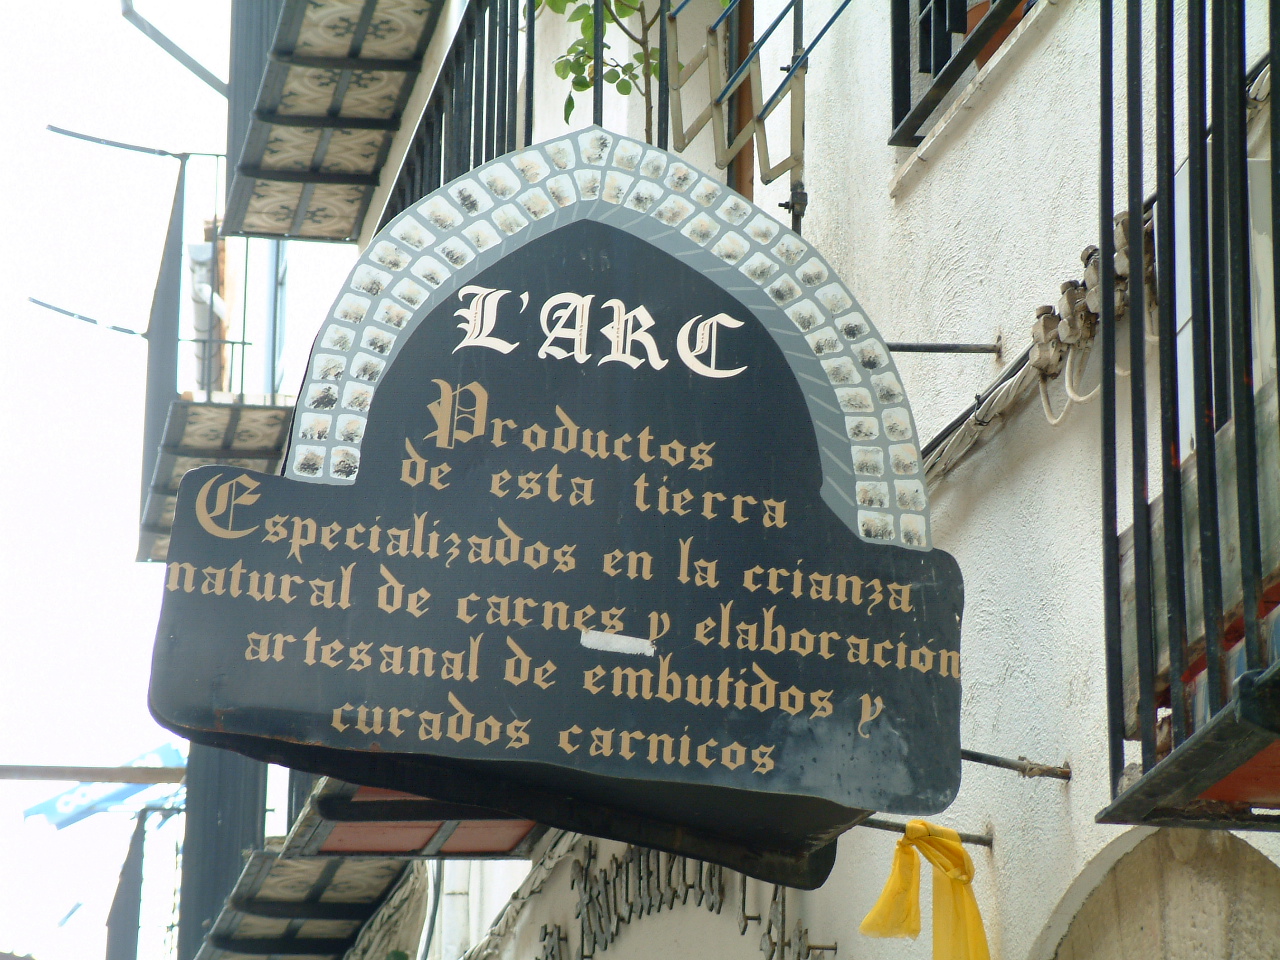 L'ARC
Productos
de esta tierra
Especializados en la crianza
natural de carnes y elaboración
artesanal de embutidos y
curados carnicos